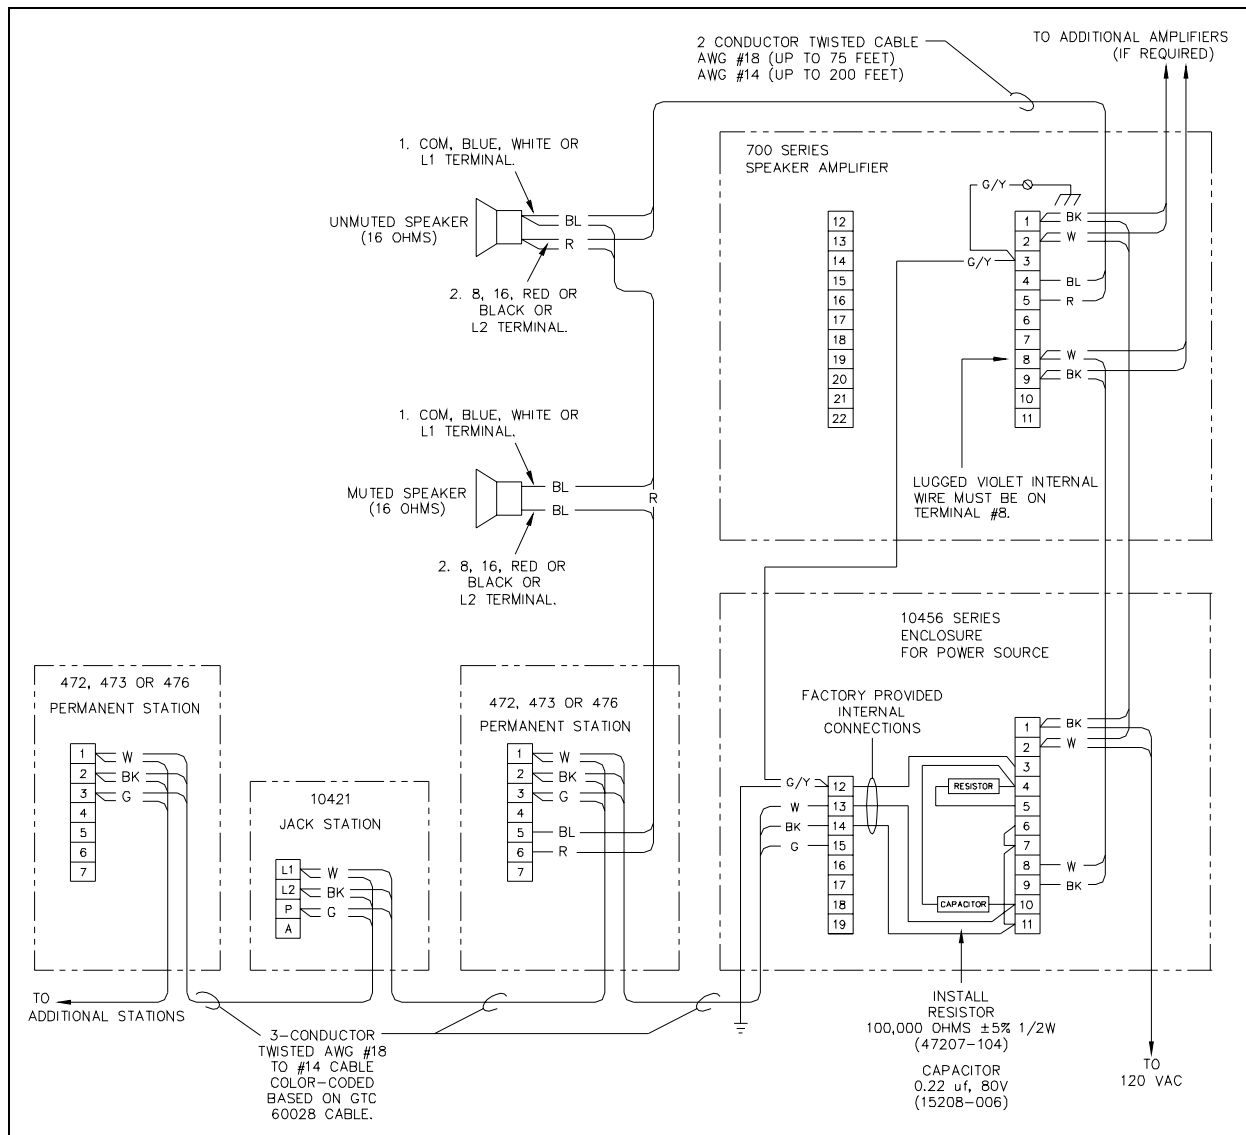 2 CONDUCTOR TWISTED CABLE
AWG #18 (UP TO 75 FEET)
AWG #14 (UP TO 200 FEET)
TO ADDITIONAL AMPLIFIERS
(IF REQUIRED)
1. COM, BLUE, WHITE OR
L1 TERMINAL.
UNMUTED SPEAKER
(16 OHMS)
BL
R
2. 8, 16, RED OR
BLACK OR
L2 TERMINAL.
700 SERIES
SPEAKER AMPLIFIER
G/Y
G/Y
12
13
14
15
16
17
18
19
20
21
22
1
2
3
4
5
6
7
8
9
10
11
BK
W
BL
R
W
BK
LUGGED VIOLET INTERNAL
WIRE MUST BE ON
TERMINAL #8.
1. COM, BLUE, WHITE OR
L1 TERMINAL.
MUTED SPEAKER
(16 OHMS)
BL
BL
R
2. 8, 16, RED OR
BLACK OR
L2 TERMINAL.
10456 SERIES
ENCLOSURE
FOR POWER SOURCE
FACTORY PROVIDED
INTERNAL
CONNECTIONS
G/Y
W
BK
G
12
13
14
15
16
17
18
19
RESISTOR
CAPACITOR
1
2
3
4
5
6
7
8
9
10
11
BK
W
W
BK
INSTALL
RESISTOR
100,000 OHMS ±5% 1/2W
(47207-104)
CAPACITOR
0.22 uf, 80V
(15208-006)
TO
120 VAC
472, 473 OR 476
PERMANENT STATION
1
2
3
4
5
6
7
W
BK
G
10421
JACK STATION
L1
L2
P
A
W
BK
G
472, 473 OR 476
PERMANENT STATION
1
2
3
4
5
6
7
W
BK
G
BL
R
TO
ADDITIONAL STATIONS
3-CONDUCTOR
TWISTED AWG #18
TO #14 CABLE
COLOR-CODED
BASED ON GTC
60028 CABLE.